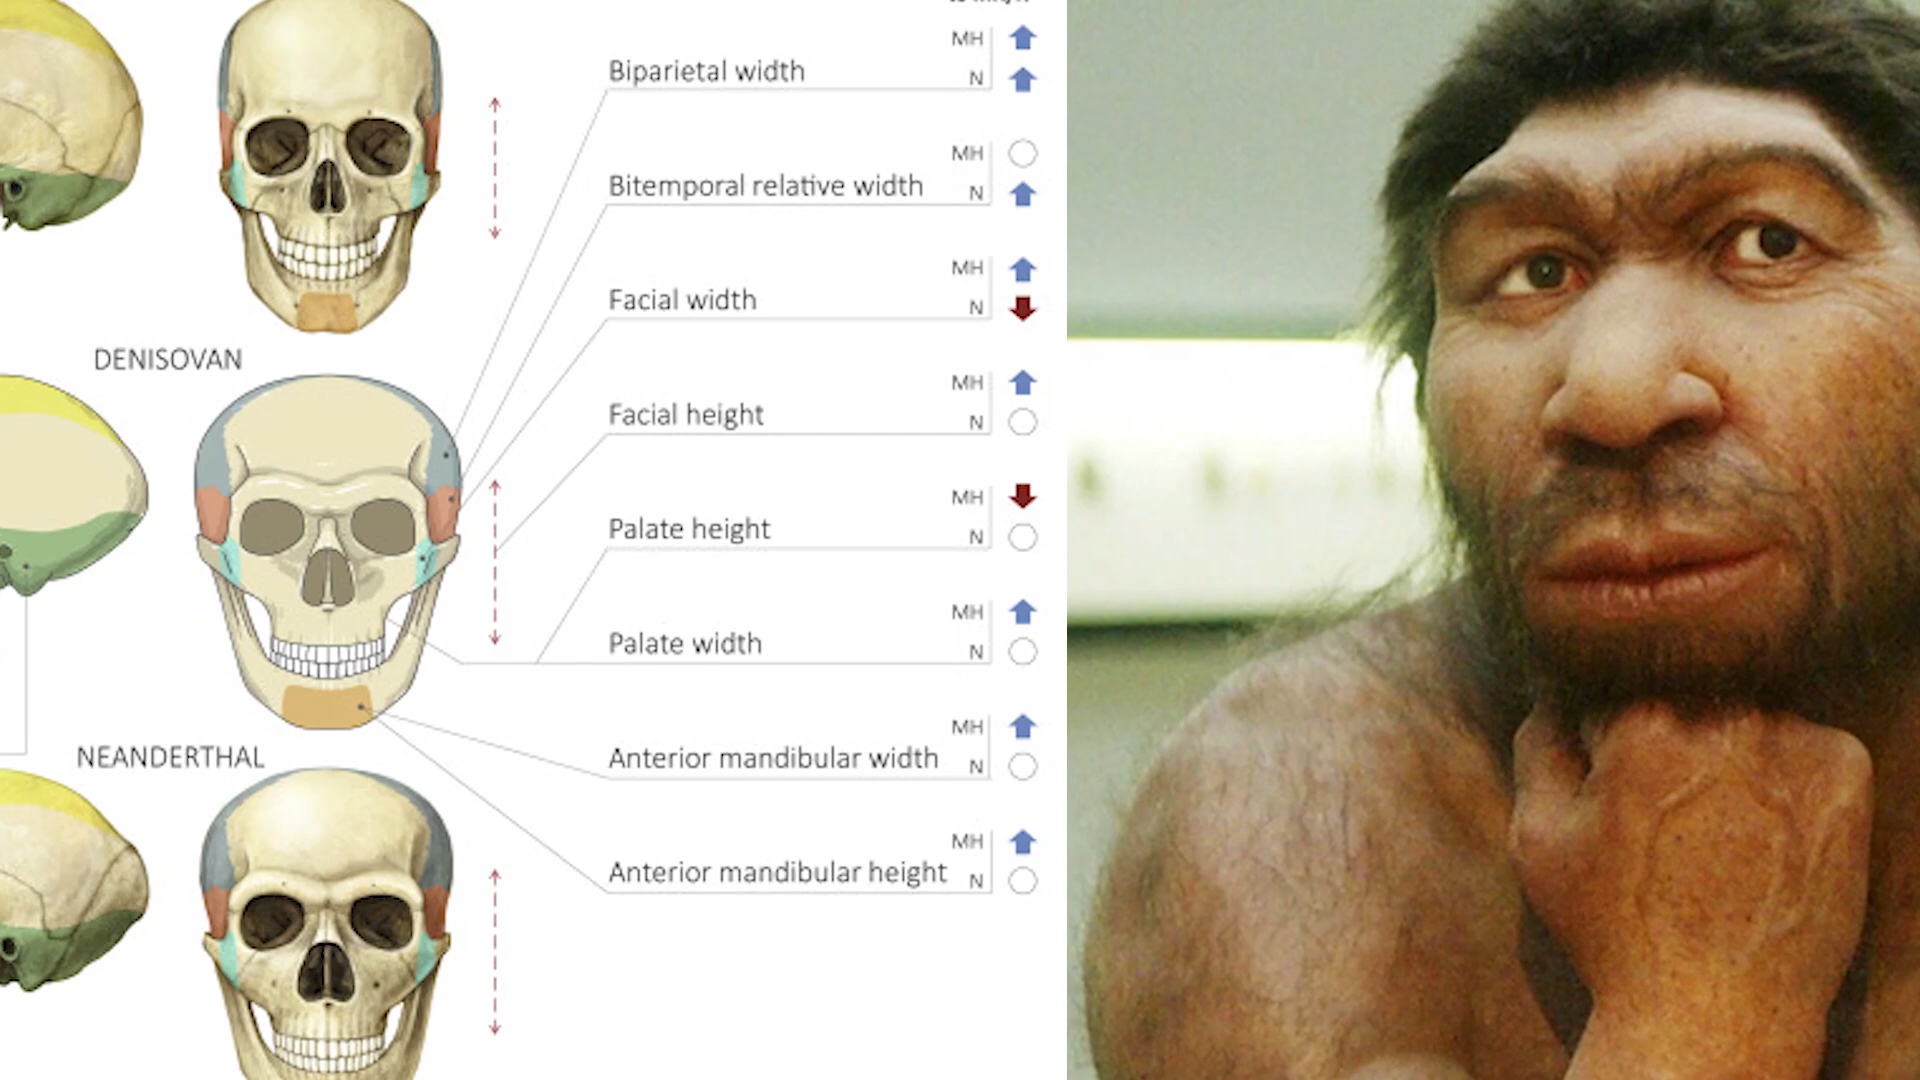 MH
Biparietal width
N
MH
Bitemporal relative width
N
MH
Facial width
N
DENISOVAN
MH
Facial height
N
MH
Palate height
N
MH
Palate width
N
MH
NEANDERTHAL
Anterior mandibular width
N
MH
Anterior mandibular height
N